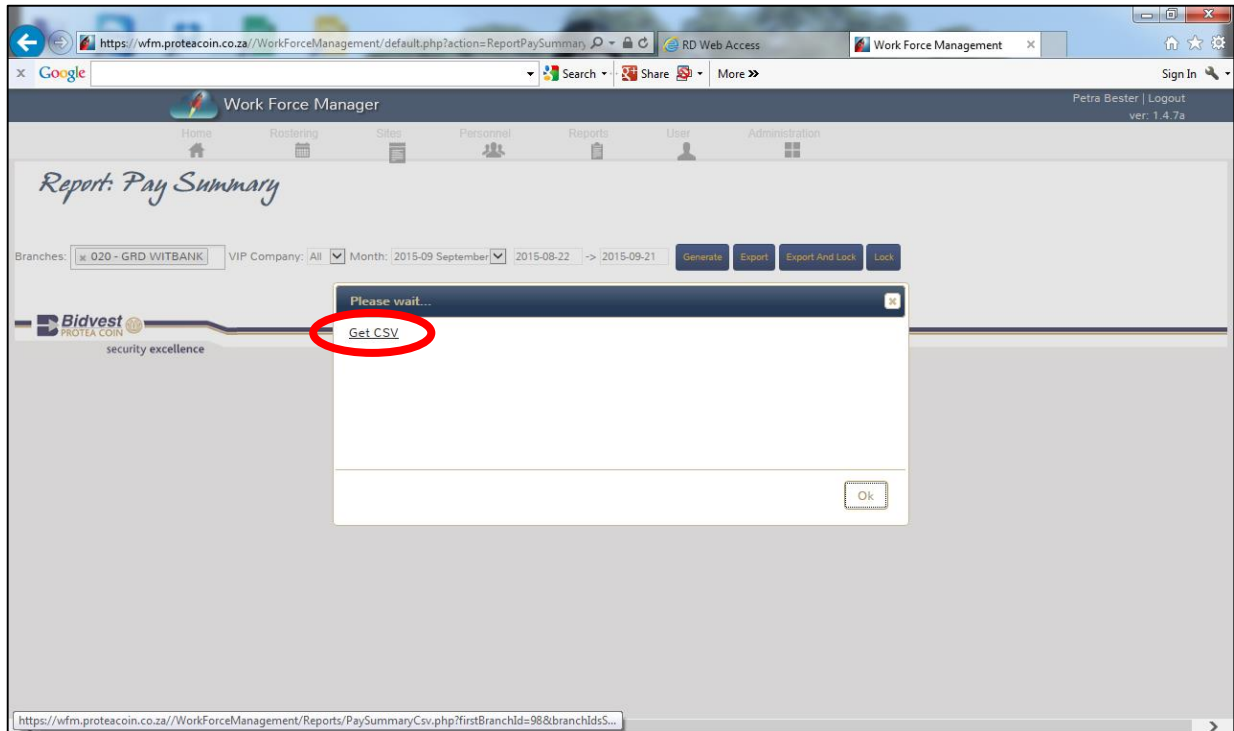 https://wfm.proteacoin.co.za//WorkForceManagement/default.php?action=ReportPaySummary
RD Web Access
Work Force Management
x Google
Search
Share
More »
Sign In
Work Force Manager
Petra Bester | Logout
ver: 1.4.7a
Home Rostering Sites Personnel Reports User Administration
Report: Pay Summary
Branches: x 020 - GRD WITBANK VIP Company: All Month: 2015-09 September 2015-08-22 -> 2015-09-21 Generate Export Export And Lock Lock
Please wait...
Get CSV
Bidvest
PROTEA COIN
security excellence
Ok
https://wfm.proteacoin.co.za//WorkForceManagement/Reports/PaySummaryCsv.php?firstBranchId=98&branchIdsS...